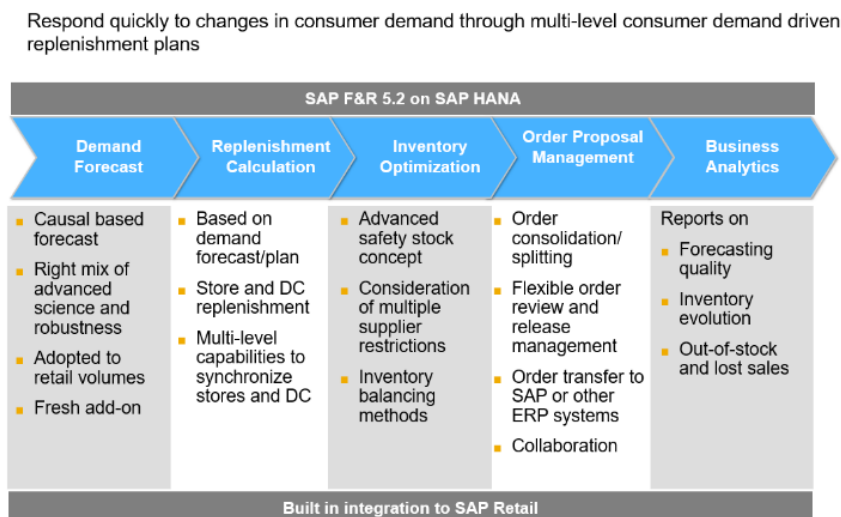 Respond quickly to changes in consumer demand through multi-level consumer demand driven
replenishment plans
SAP F&R 5.2 on SAP HANA
Demand
Forecast
Replenishment
Calculation
Inventory
Optimization
Order Proposal
Management
Business
Analytics
Causal based
forecast
Right mix of
advanced
science and
robustness
Adopted to
retail volumes
Fresh add-on
Based on
demand
forecast/plan
Store and DC
replenishment
Multi-level
capabilities to
synchronize
stores and DC
Advanced
safety stock
concept
Consideration
of multiple
supplier
restrictions
Inventory
balancing
methods
Order
consolidation/
splitting
Flexible order
review and
release
management
Order transfer to
SAP or other
ERP systems
Collaboration
Reports on
Forecasting
quality
Inventory
evolution
Out-of-stock
and lost sales
Built in integration to SAP Retail